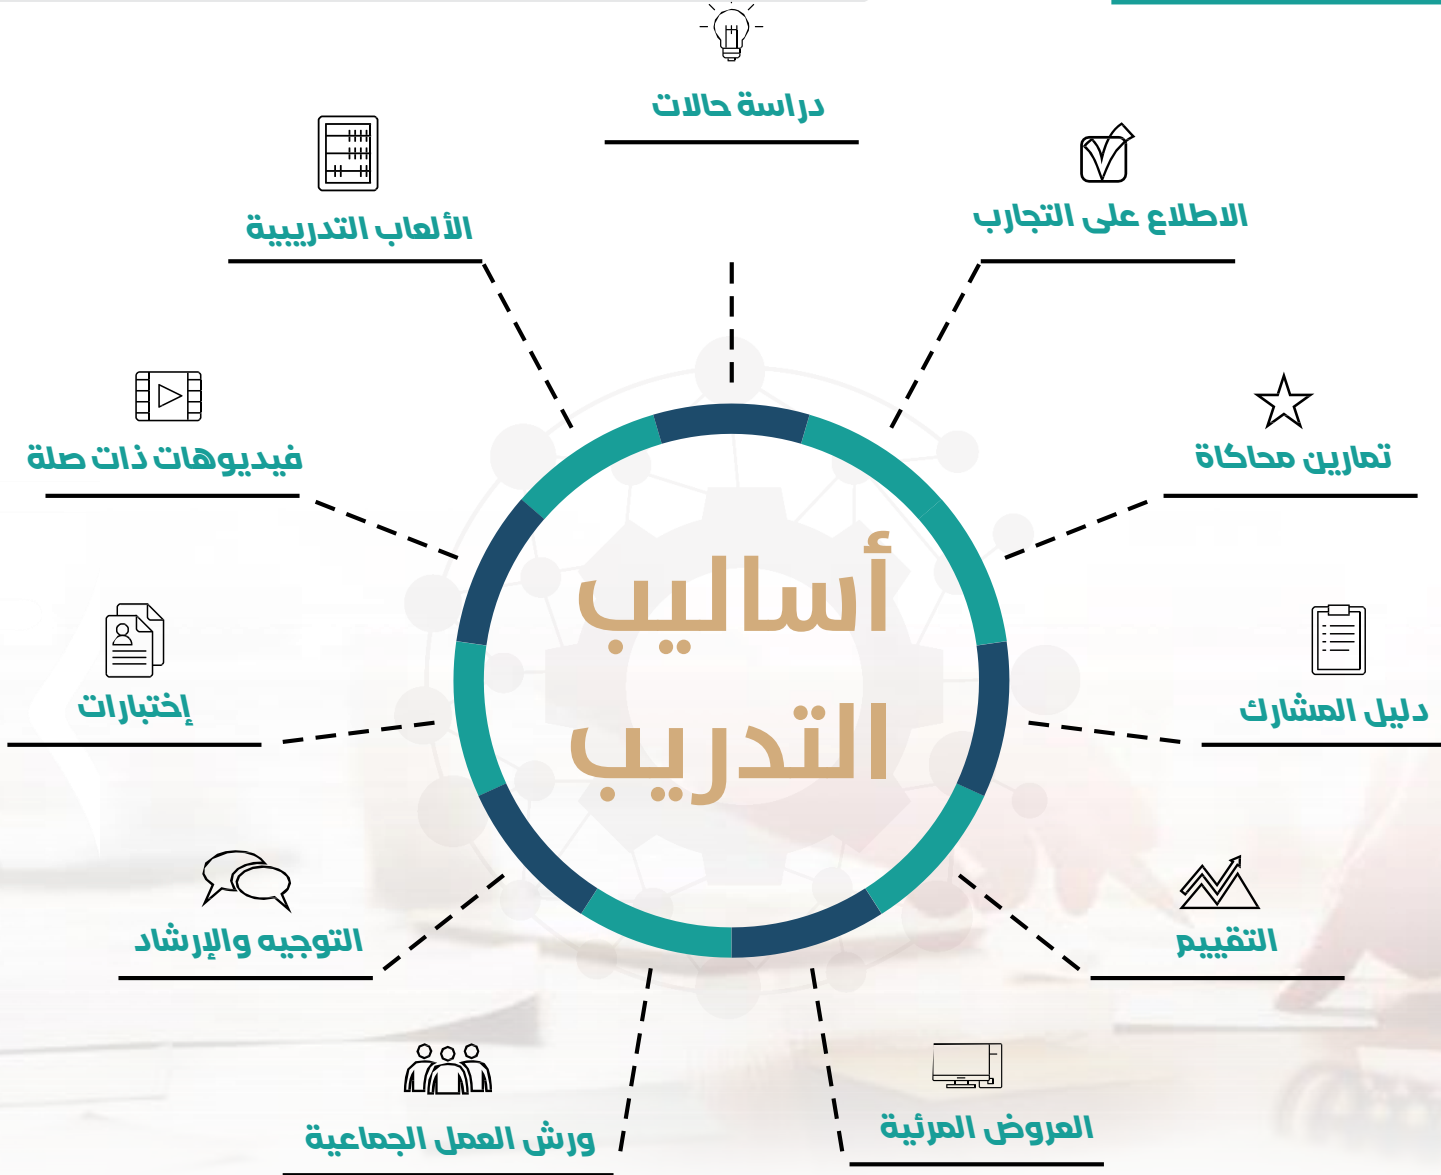 دراسة حالات
الاطلاع على التجارب
الألعاب التدريبية
تمارين محاكاة
فيديوهات ذات صلة
أساليب
التدريب
دليل المشارك
إختبارات
التقييم
التوجيه والإرشاد
العروض المرئية
ورش العمل الجماعية